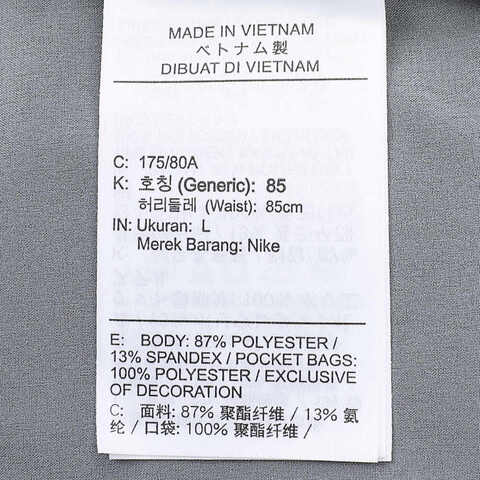 MADE IN VIETNAM
ベトナム製
DIBUAT DI VIETNAM
C: 175/80A
K: 호칭 (Generic): 85
허리둘레 (Waist): 85cm
IN: Ukuran: L
Merek Barang: Nike
E: BODY: 87% POLYESTER /
13% SPANDEX / POCKET BAGS:
100% POLYESTER / EXCLUSIVE
OF DECORATION
C: 面料: 87% 聚酯纤维 / 13% 氨
纶 / 口袋: 100% 聚酯纤维 /